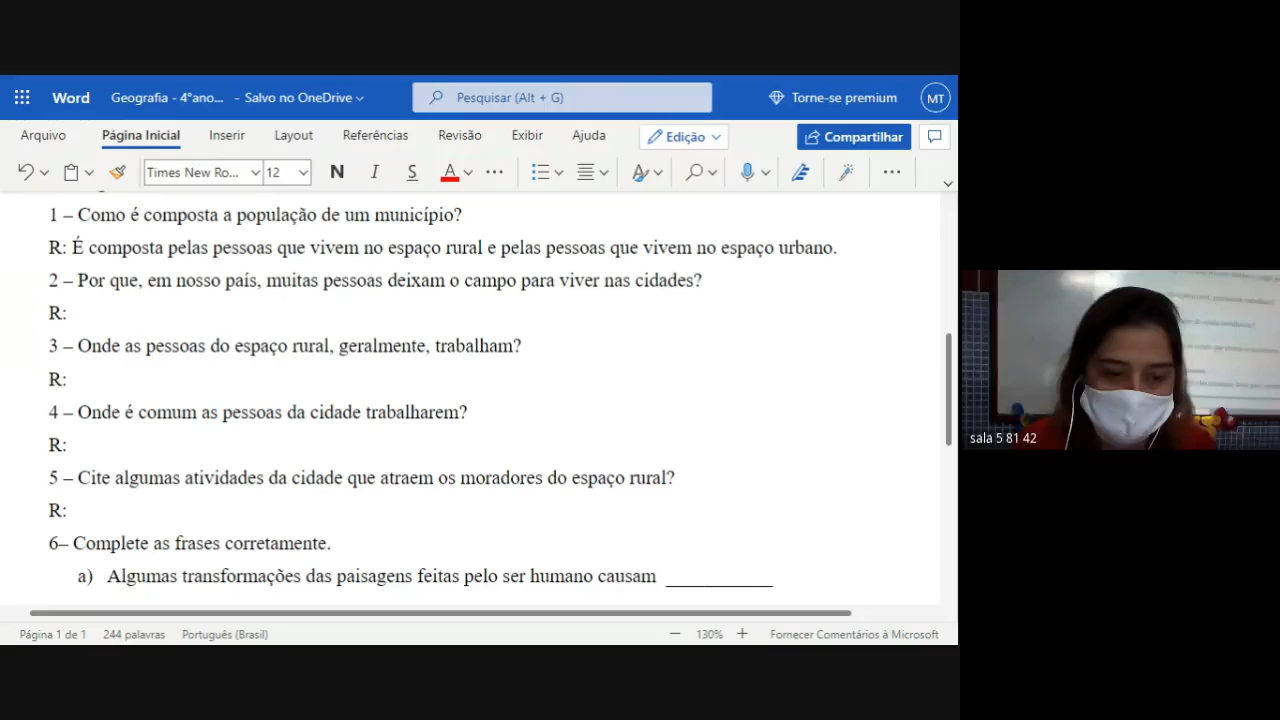 Word Geografia - 4°ano... - Salvo no OneDrive Pesquisar (Alt + G) Torne-se premium MT
Arquivo Página Inicial Inserir Layout Referências Revisão Exibir Ajuda Edição Compartilhar
Times New Ro... 12 N I S A
1 – Como é composta a população de um município?
R: É composta pelas pessoas que vivem no espaço rural e pelas pessoas que vivem no espaço urbano.
2 – Por que, em nosso país, muitas pessoas deixam o campo para viver nas cidades?
R:
3 – Onde as pessoas do espaço rural, geralmente, trabalham?
R:
4 – Onde é comum as pessoas da cidade trabalharem?
R:
5 – Cite algumas atividades da cidade que atraem os moradores do espaço rural?
R:
6– Complete as frases corretamente.
a) Algumas transformações das paisagens feitas pelo ser humano causam ___________
Página 1 de 1 244 palavras Português (Brasil) 130% Fornecer Comentários à Microsoft
sala 5 81 42